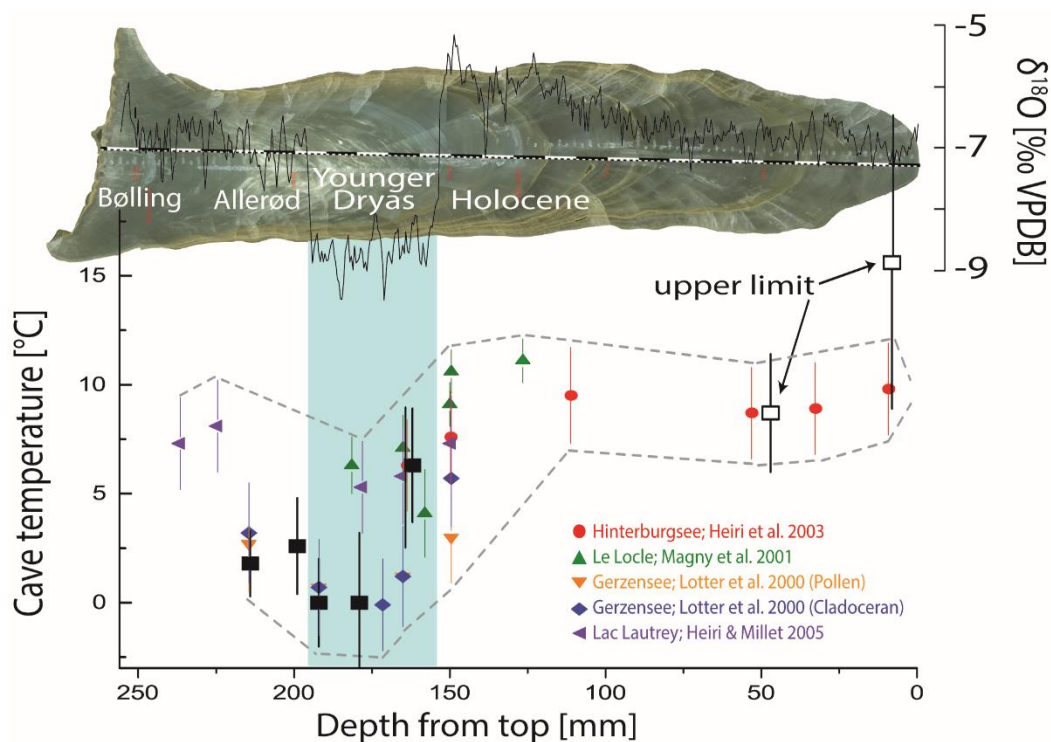 -5
-7
-9
δ18O [‰ VPDB]
Bølling
Allerød
Younger
Dryas
Holocene
upper limit
Cave temperature [°C]
15
10
5
0
Hinterburgsee; Heiri et al. 2003
Le Locle; Magny et al. 2001
Gerzensee; Lotter et al. 2000 (Pollen)
Gerzensee; Lotter et al. 2000 (Cladoceran)
Lac Lautrey; Heiri & Millet 2005
250
200
150
100
50
0
Depth from top [mm]